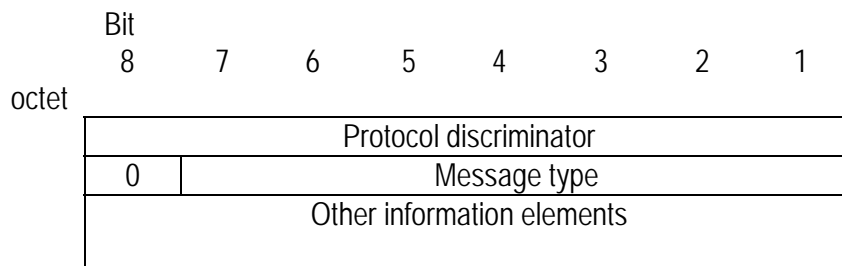 Bit
8 7 6 5 4 3 2 1
octet
Protocol discriminator
0 Message type
Other information elements